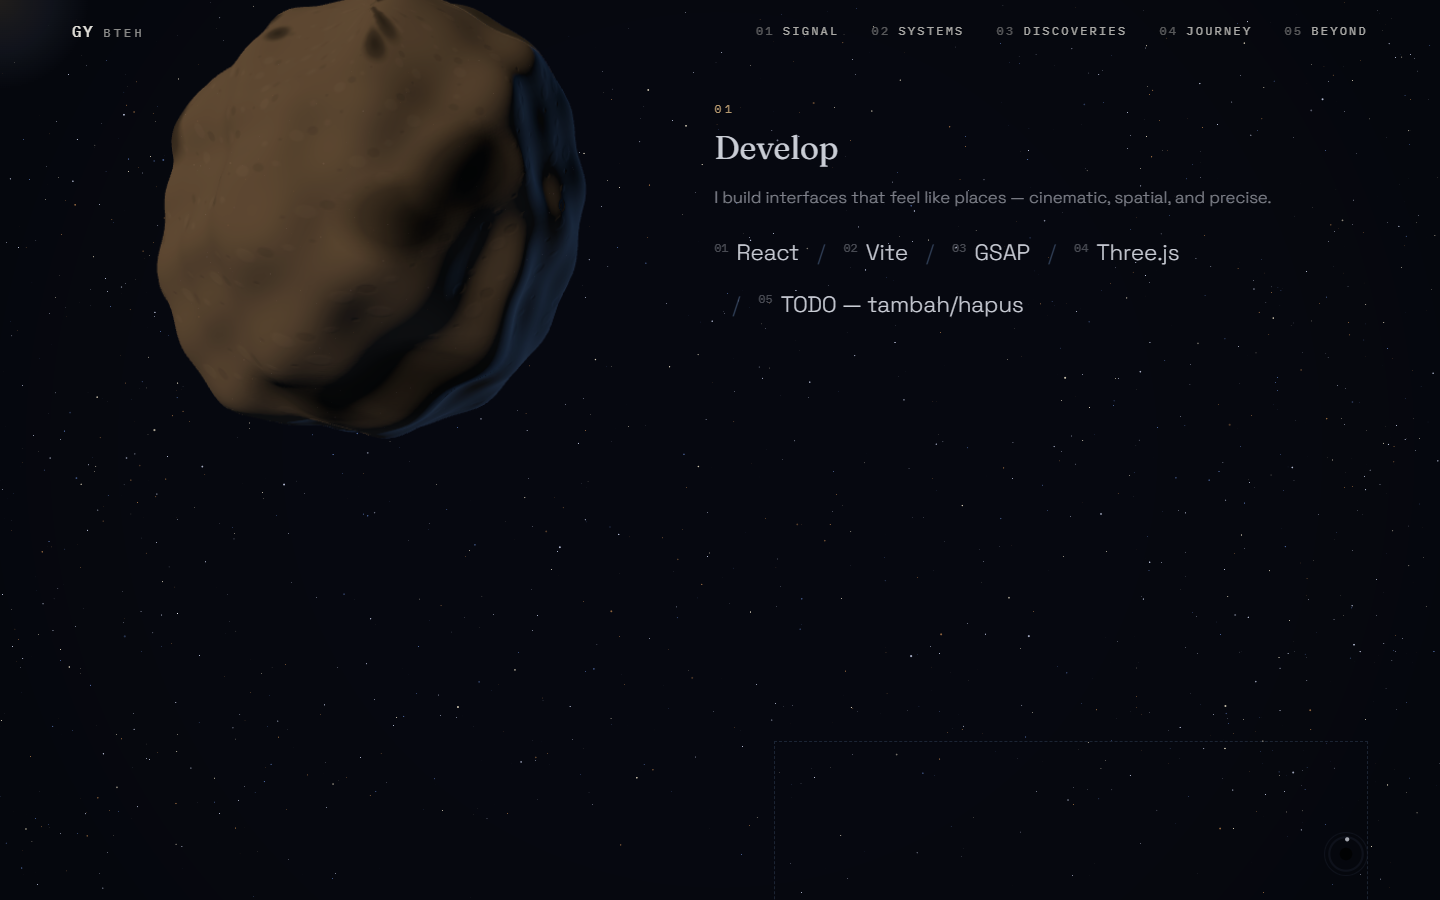 GY BTEH
01 SIGNAL 02 SYSTEMS 03 DISCOVERIES 04 JOURNEY 05 BEYOND
01
Develop
I build interfaces that feel like places — cinematic, spatial, and precise.
01 React / 02 Vite / 03 GSAP / 04 Three.js
/ 05 TODO — tambah/hapus